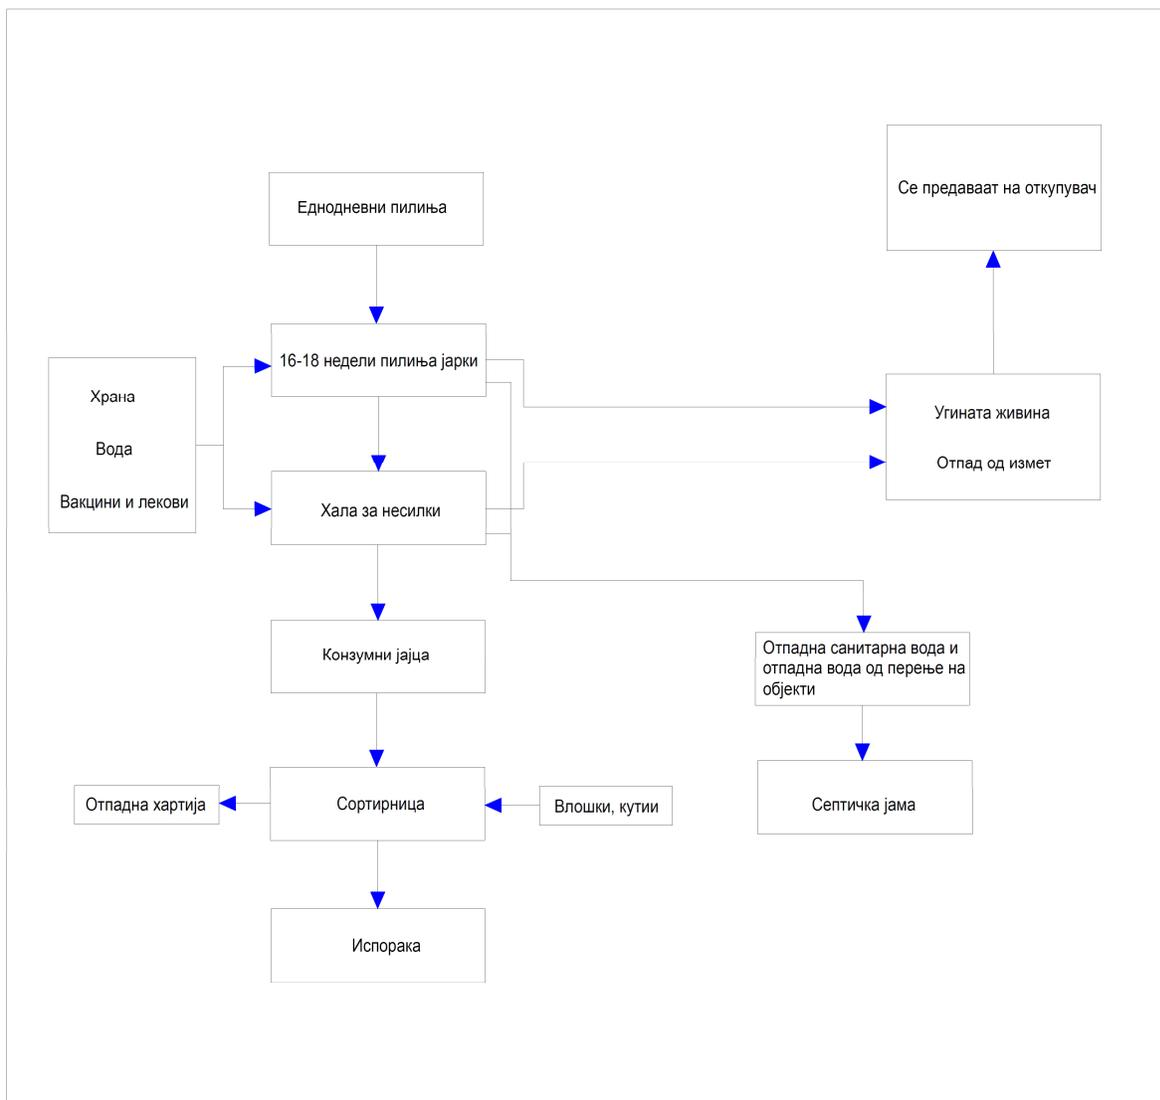 Се предаваат на откупувач
Еднодневни пилиња
16-18 недели пилиња јарки
Храна
Вода
Вакцини и лекови
Угината живина
Отпад од измет
Хала за несилки
Конзумни јајца
Отпадна санитарна вода и
отпадна вода од перење на
објекти
Отпадна хартија
Сортирница
Влошки, кутии
Септичка јама
Испорака